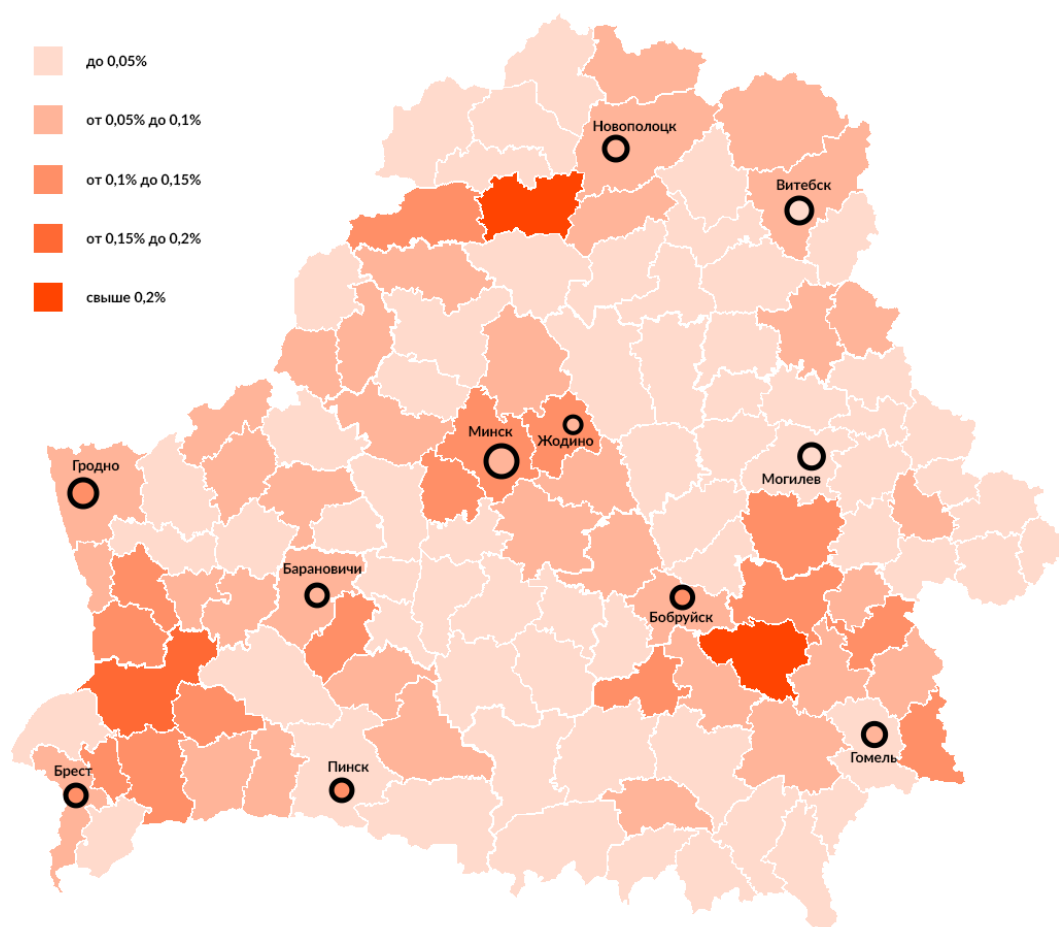 до 0,05%
от 0,05% до 0,1%
от 0,1% до 0,15%
от 0,15% до 0,2%
свыше 0,2%
Новополоцк
Витебск
Минск
Жодино
Могилев
Гродно
Барановичи
Бобруйск
Гомель
Пинск
Брест